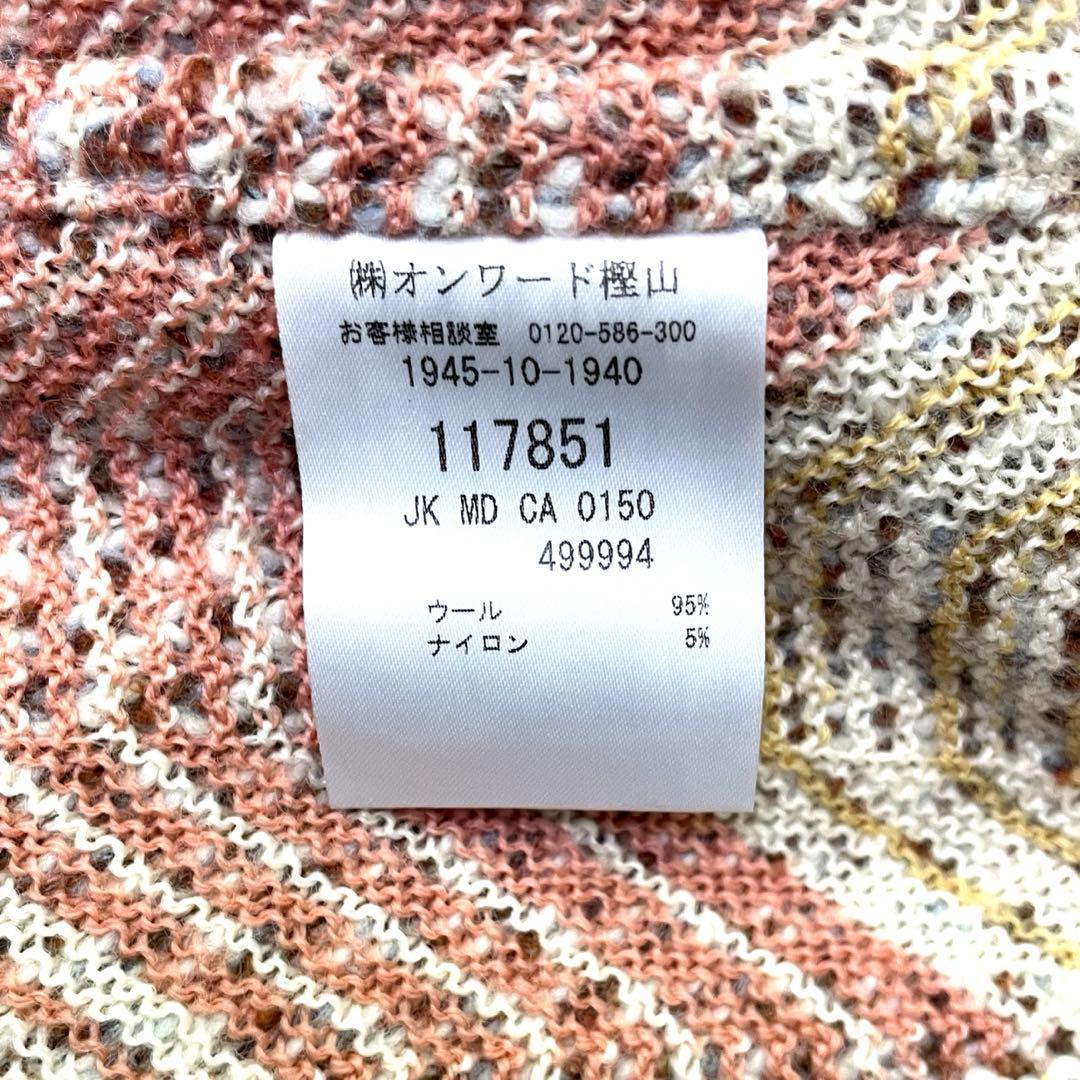 ㈱オンワード樫山
お客様相談室 0120-586-300
1945-10-1940
117851
JK MD CA 0150
499994
ウール 95%
ナイロン 5%